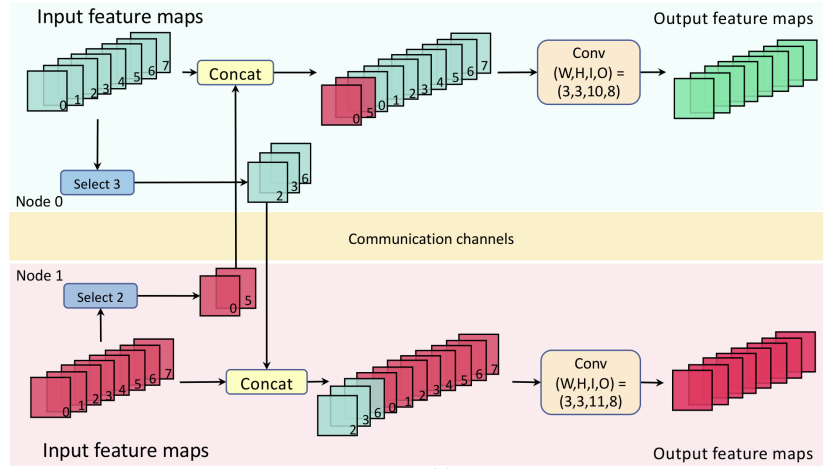 Input feature maps
Output feature maps
0 1 2 3 4 5 6 7
Concat
0 5 0 1 2 3 4 5 6 7
Conv
(W,H,I,O) =
(3,3,10,8)
Select 3
2 3 6
Node 0
Communication channels
Node 1
Select 2
0 5
0 1 2 3 4 5 6 7
Concat
2 3 6 0 1 2 3 4 5 6 7
Conv
(W,H,I,O) =
(3,3,11,8)
Input feature maps
Output feature maps